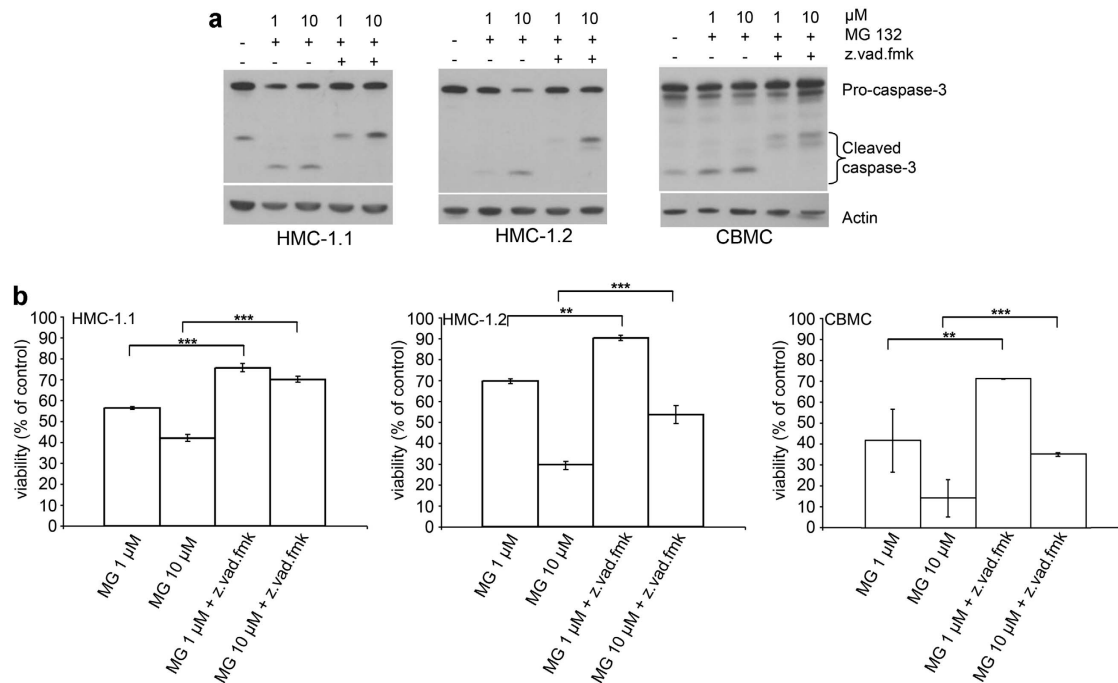 a
1 10 1 10 1 10 1 10 1 10 1 10 µM
- + + + + - + + + + - + + + + MG 132
- - - + + - - - + + - - - + + z.vad.fmk
Pro-caspase-3
Cleaved
caspase-3
Actin
HMC-1.1 HMC-1.2 CBMC
b
HMC-1.1
*** ***
viability (% of control)
100
90
80
70
60
50
40
30
20
10
0
MG 1 µM
MG 10 µM
MG 1 µM + z.vad.fmk
MG 10 µM + z.vad.fmk
HMC-1.2
** ***
viability (% of control)
100
90
80
70
60
50
40
30
20
10
0
MG 1 µM
MG 10 µM
MG 1 µM + z.vad.fmk
MG 10 µM + z.vad.fmk
CBMC
** ***
viability (% of control)
100
90
80
70
60
50
40
30
20
10
0
MG 1 µM
MG 10 µM
MG 1 µM + z.vad.fmk
MG 10 µM + z.vad.fmk